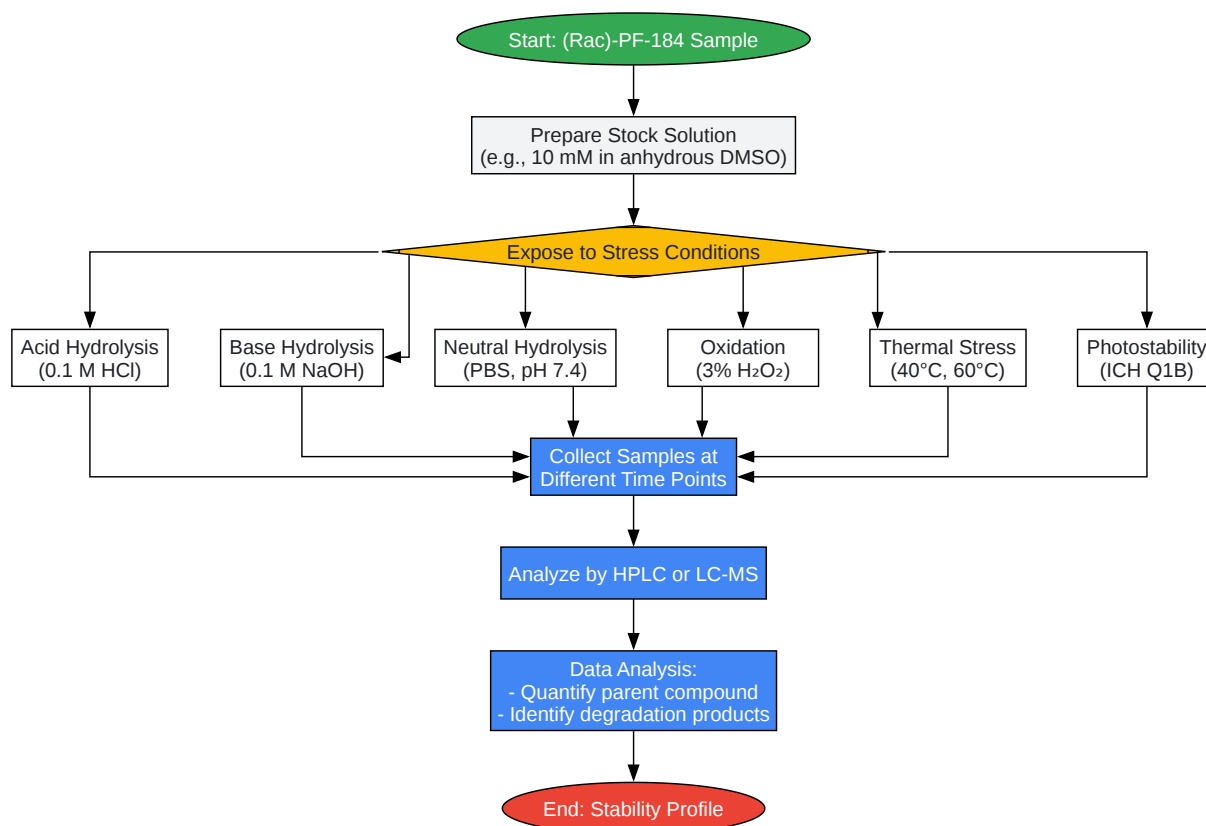 Start: (Rac)-PF-184 Sample
Prepare Stock Solution
(e.g., 10 mM in anhydrous DMSO)
Expose to Stress Conditions
Acid Hydrolysis
(0.1 M HCl)
Base Hydrolysis
(0.1 M NaOH)
Neutral Hydrolysis
(PBS, pH 7.4)
Oxidation
(3% H₂O₂)
Thermal Stress
(40°C, 60°C)
Photostability
(ICH Q1B)
Collect Samples at
Different Time Points
Analyze by HPLC or LC-MS
Data Analysis:
- Quantify parent compound
- Identify degradation products
End: Stability Profile